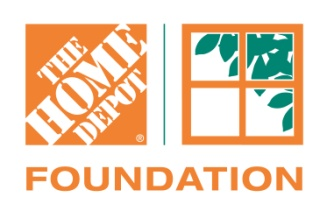 THE
HOME
DEPOT
®
FOUNDATION